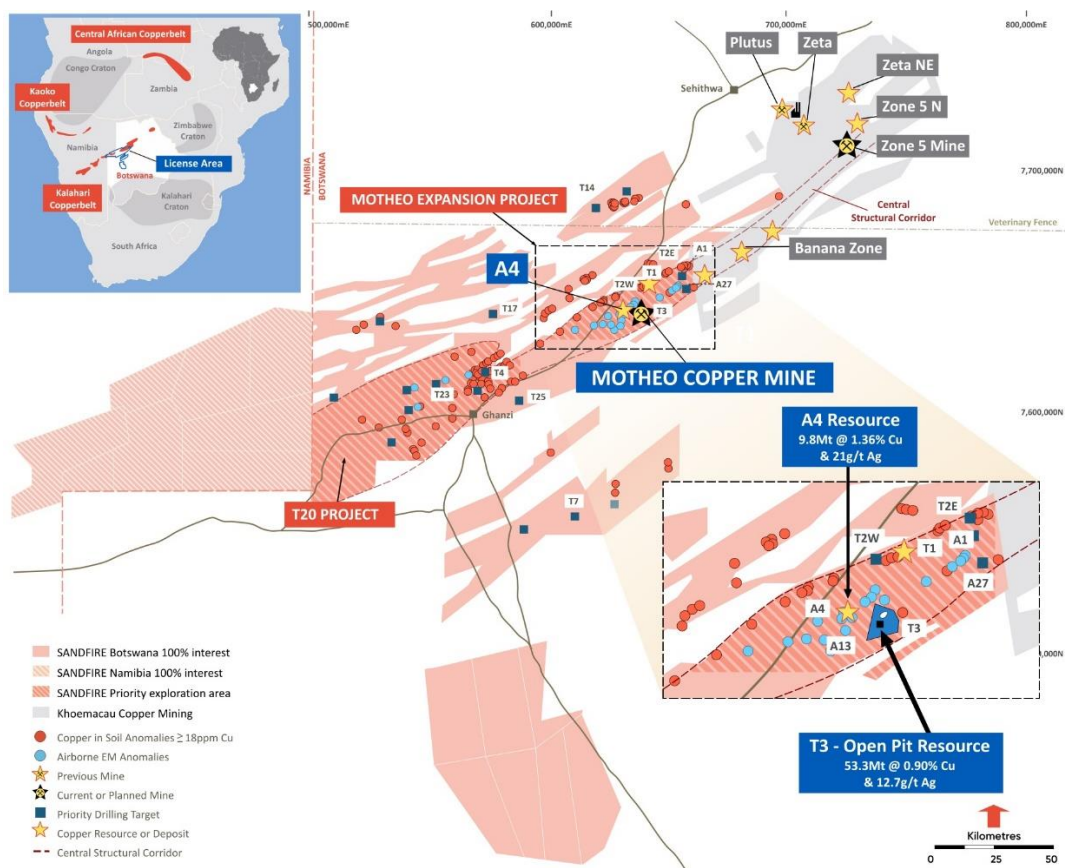 500,000mE
600,000mE
700,000mE
800,000mE
Central African Copperbelt
Angola
Congo Craton
Zambia
Kaoko
Copperbelt
Zimbabwe
Craton
Namibia
License Area
Botswana
Kalahari
Copperbelt
Kalahari
Craton
South Africa
NAMIBIA
BOTSWANA
Plutus
Zeta
Sehithwa
Zeta NE
Zone 5 N
Zone 5 Mine
7,700,000N
T14
MOTHEO EXPANSION PROJECT
Central
Structural Corridor
Veterinary Fence
Banana Zone
T2E
A1
A4
T1
T2W
A27
T17
T3
MOTHEO COPPER MINE
T4
T23
T25
Ghanzi
7,600,000N
A4 Resource
9.8Mt @ 1.36% Cu
& 21g/t Ag
T20 PROJECT
T7
T2E
T2W
T1
A1
A27
A4
T3
A13
,000N
T3 - Open Pit Resource
53.3Mt @ 0.90% Cu
& 12.7g/t Ag
SANDFIRE Botswana 100% interest
SANDFIRE Namibia 100% interest
SANDFIRE Priority exploration area
Khoemacau Copper Mining
Copper in Soil Anomalies ≥ 18ppm Cu
Airborne EM Anomalies
Previous Mine
Current or Planned Mine
Priority Drilling Target
Copper Resource or Deposit
Central Structural Corridor
Kilometres
0 25 50